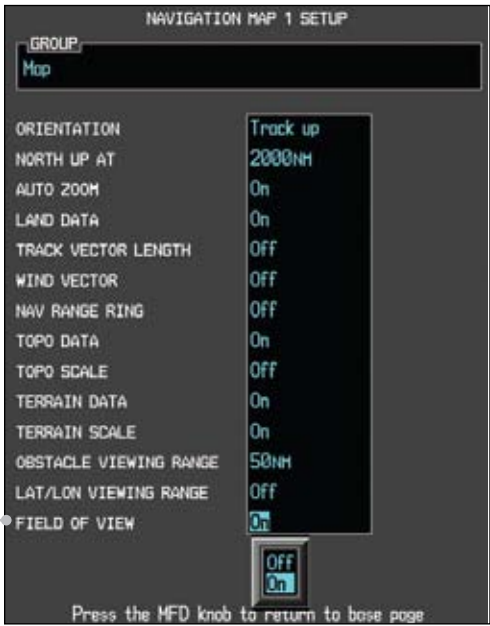 NAVIGATION MAP 1 SETUP
GROUP
Map
ORIENTATION Track up
NORTH UP AT 2000NM
AUTO ZOOM On
LAND DATA On
TRACK VECTOR LENGTH Off
WIND VECTOR Off
NAV RANGE RING Off
TOPO DATA On
TOPO SCALE Off
TERRAIN DATA On
TERRAIN SCALE On
OBSTACLE VIEWING RANGE 50NM
LAT/LON VIEWING RANGE Off
FIELD OF VIEW On
Off
On
Press the MFD knob to return to base page